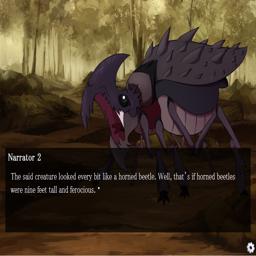 Narrator 2
The said creature looked every bit like a horned beetle. Well, that's if horned beetles
were nine feet tall and ferocious. "